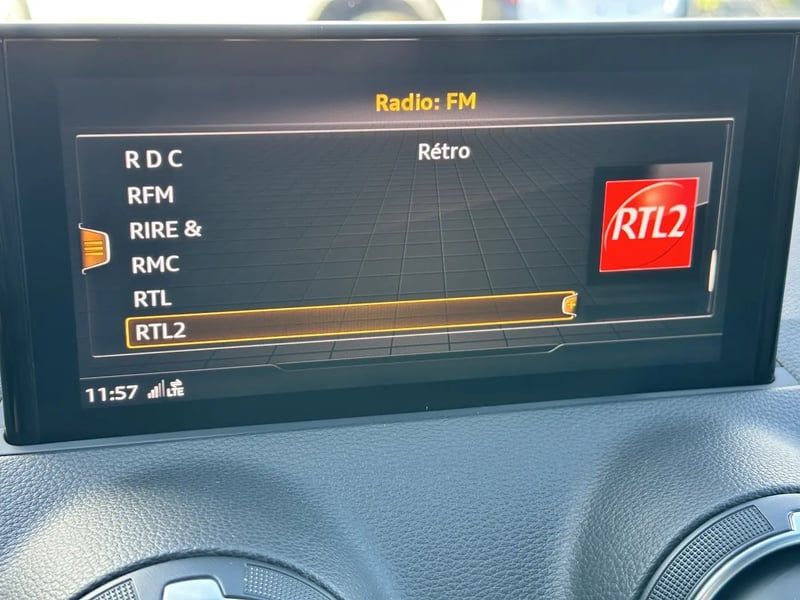 Radio: FM
R D C Rétro
RFM
RIRE &
RMC
RTL
RTL2
RTL2
11:57 LTE